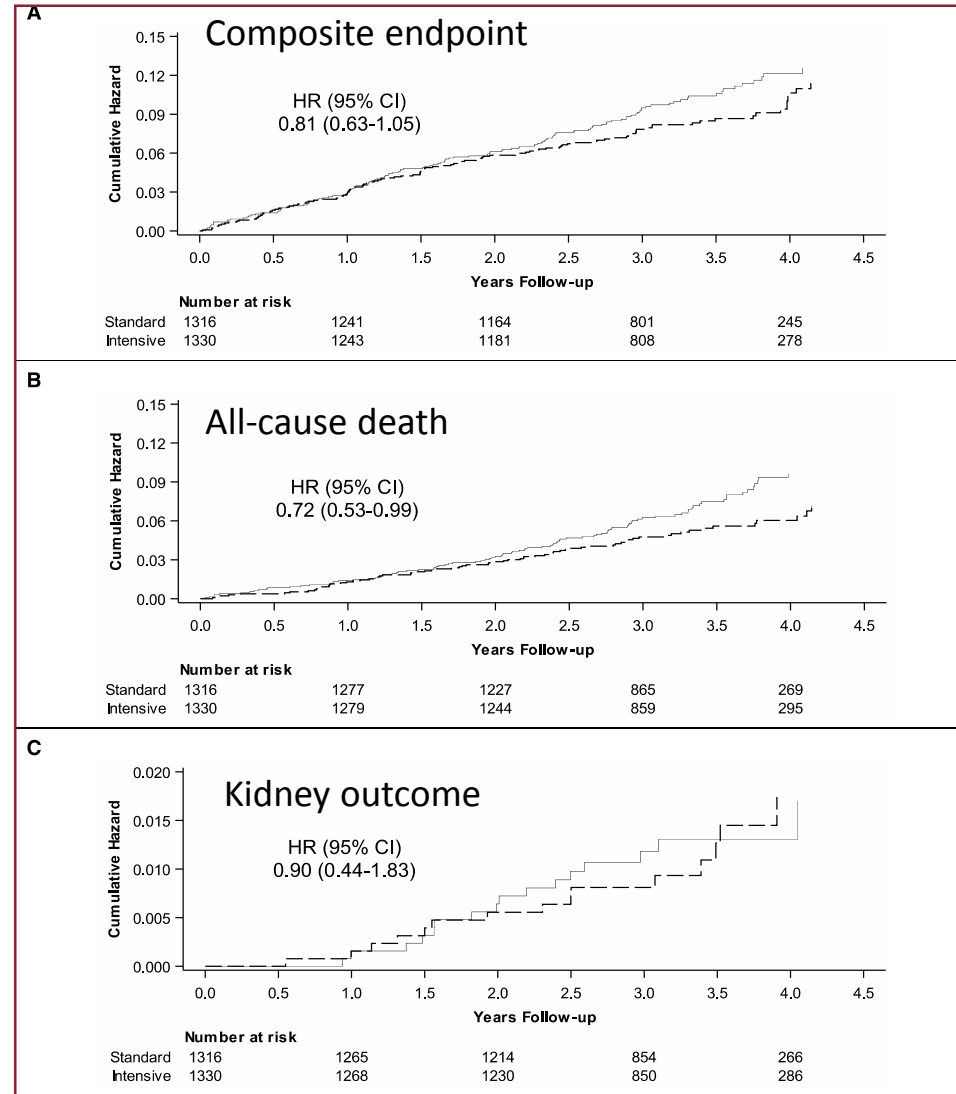 A
Composite endpoint
0.15
0.12
0.09
0.06
0.03
0.00
Cumulative Hazard
HR (95% CI)
0.81 (0.63-1.05)
0.0 0.5 1.0 1.5 2.0 2.5 3.0 3.5 4.0 4.5
Years Follow-up
Number at risk
Standard 1316 1241 1164 801 245
Intensive 1330 1243 1181 808 278
B
All-cause death
0.15
0.12
0.09
0.06
0.03
0.00
Cumulative Hazard
HR (95% CI)
0.72 (0.53-0.99)
0.0 0.5 1.0 1.5 2.0 2.5 3.0 3.5 4.0 4.5
Years Follow-up
Number at risk
Standard 1316 1277 1227 865 269
Intensive 1330 1279 1244 859 295
C
Kidney outcome
0.020
0.015
0.010
0.005
0.000
Cumulative Hazard
HR (95% CI)
0.90 (0.44-1.83)
0.0 0.5 1.0 1.5 2.0 2.5 3.0 3.5 4.0 4.5
Years Follow-up
Number at risk
Standard 1316 1265 1214 854 266
Intensive 1330 1268 1230 850 286